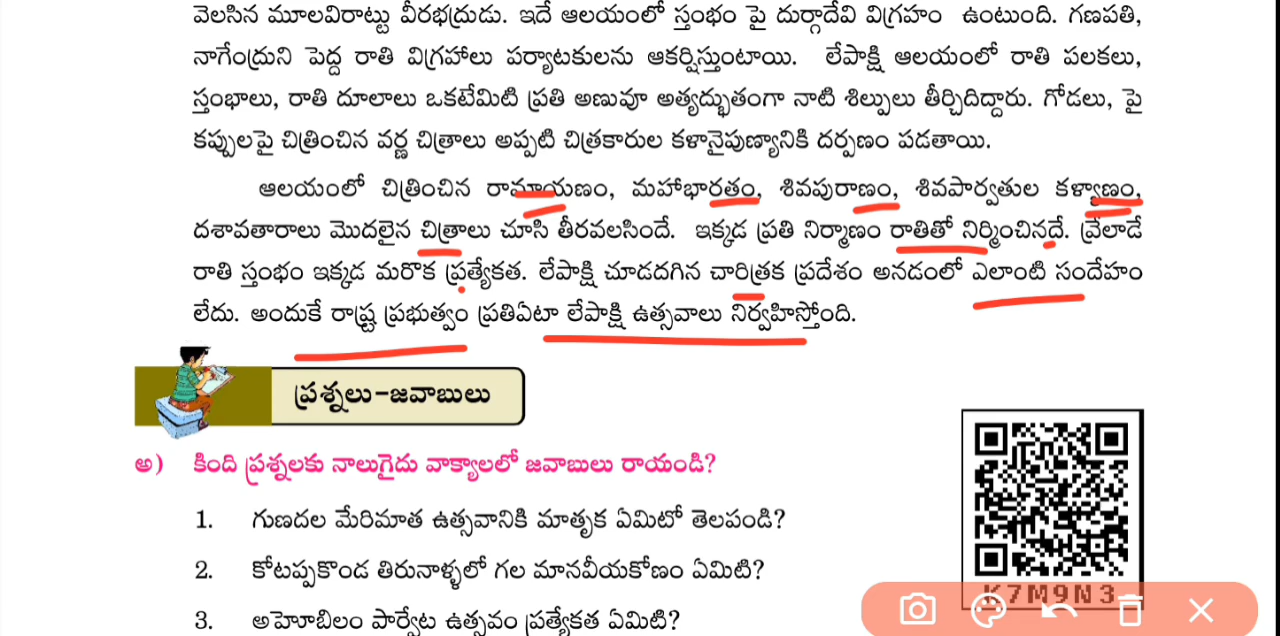 వెలసిన మూలవిరాట్టు వీరభద్రుడు. ఇదే ఆలయంలో స్తంభం పై దుర్గాదేవి విగ్రహం ఉంటుంది. గణపతి,
నాగేంద్రుని పెద్ద రాతి విగ్రహాలు పర్యాటకులను ఆకర్షిస్తుంటాయి. లేపాక్షి ఆలయంలో రాతి పలకలు,
స్తంభాలు, రాతి దూలాలు ఒకటేమిటి ప్రతి అణువూ అత్యద్భుతంగా నాటి శిల్పులు తీర్చిదిద్దారు. గోడలు, పై
కప్పులపై చిత్రించిన వర్ణ చిత్రాలు అప్పటి చిత్రకారుల కళానైపుణ్యానికి దర్పణం పడతాయి.
ఆలయంలో చిత్రించిన రామాయణం, మహాభారతం, శివపురాణం, శివపార్వతుల కళ్యాణం,
దశావతారాలు మొదలైన చిత్రాలు చూసి తీరవలసిందే. ఇక్కడ ప్రతి నిర్మాణం రాతితో నిర్మించినదే. వ్రేలాడే
రాతి స్తంభం ఇక్కడ మరొక ప్రత్యేకత. లేపాక్షి చూడదగిన చారిత్రక ప్రదేశం అనడంలో ఎలాంటి సందేహం
లేదు. అందుకే రాష్ట్ర ప్రభుత్వం ప్రతిఏటా లేపాక్షి ఉత్సవాలు నిర్వహిస్తోంది.
ప్రశ్నలు-జవాబులు
అ) కింది ప్రశ్నలకు నాలుగైదు వాక్యాలలో జవాబులు రాయండి?
1. గుణదల మేరిమాత ఉత్సవానికి మాతృక ఏమిటో తెలపండి?
2. కోటప్పకొండ తిరునాళ్ళలో గల మానవీయకోణం ఏమిటి?
3. అహెూబిలం పార్వేట ఉత్సవం ప్రత్యేకత ఏమిటి?
K7M9N3